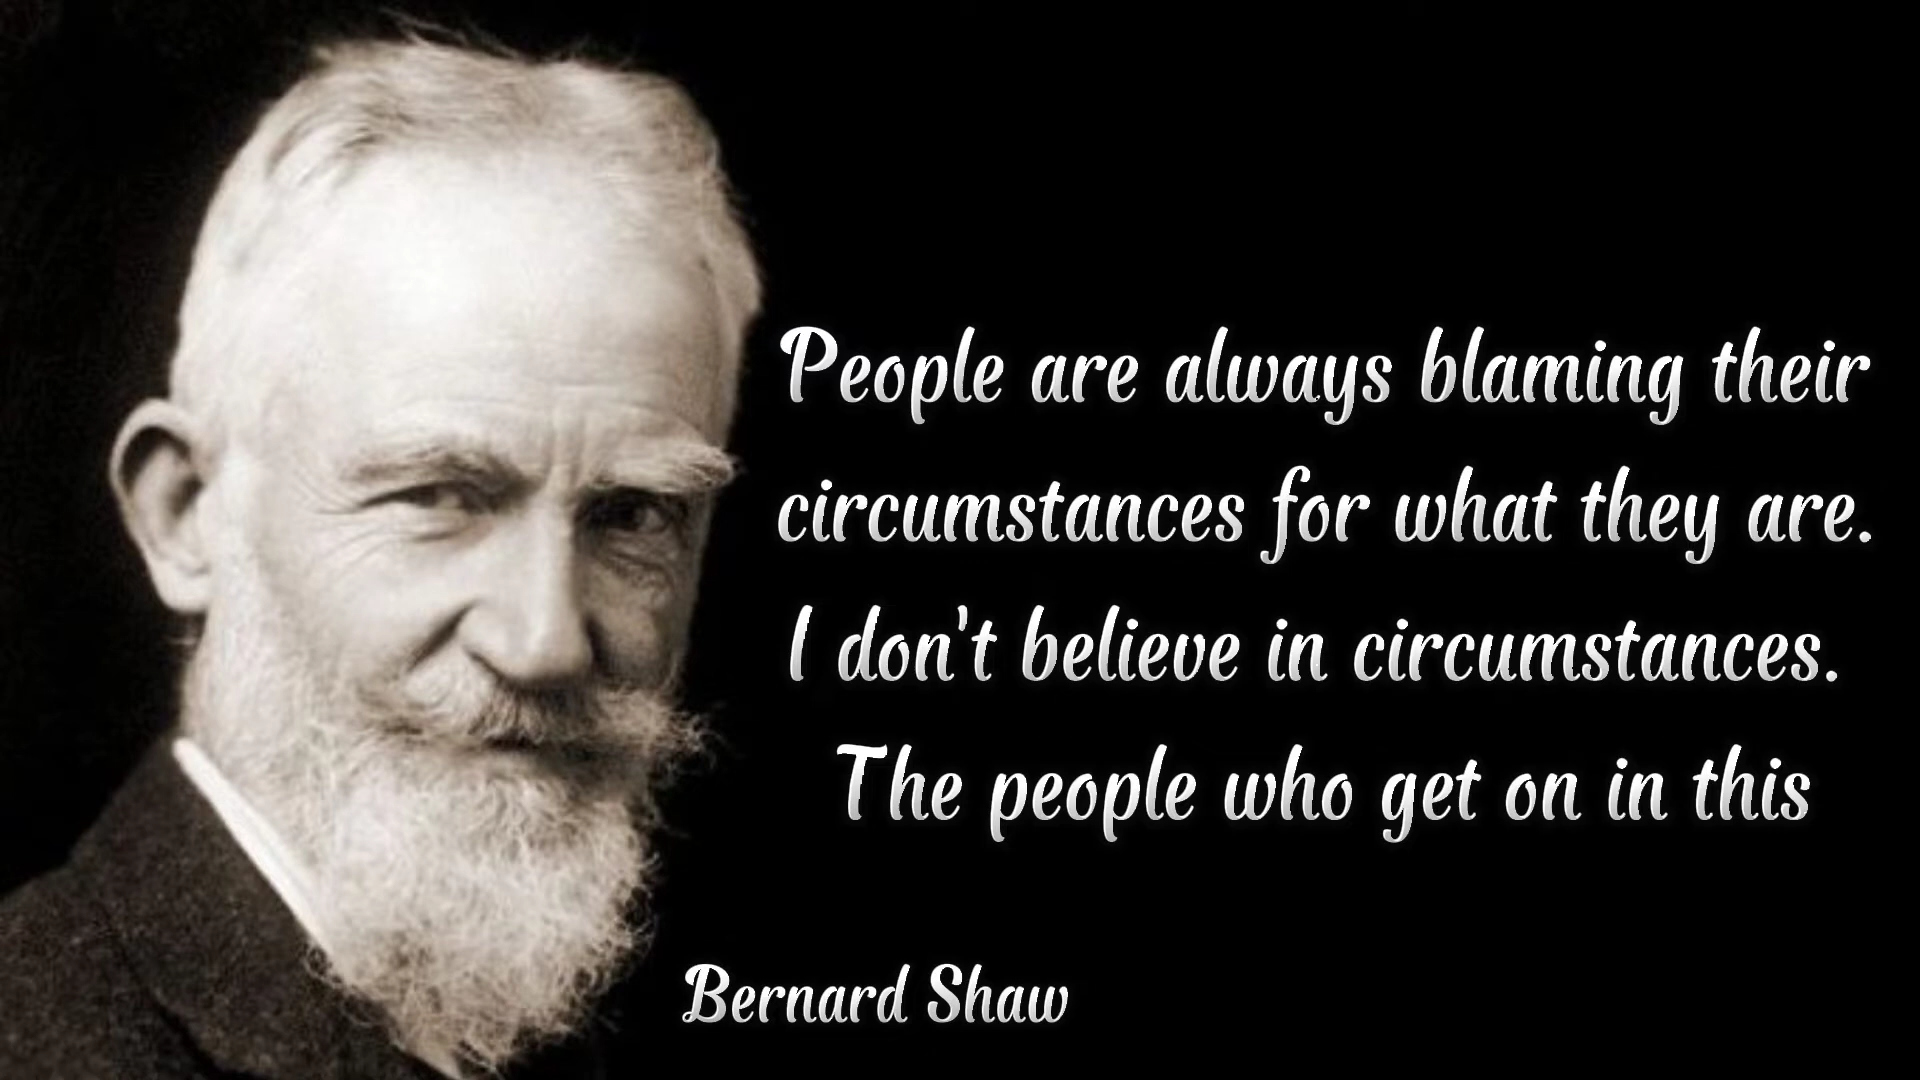 People are always blaming their
circumstances for what they are.
I don't believe in circumstances.
The people who get on in this
Bernard Shaw